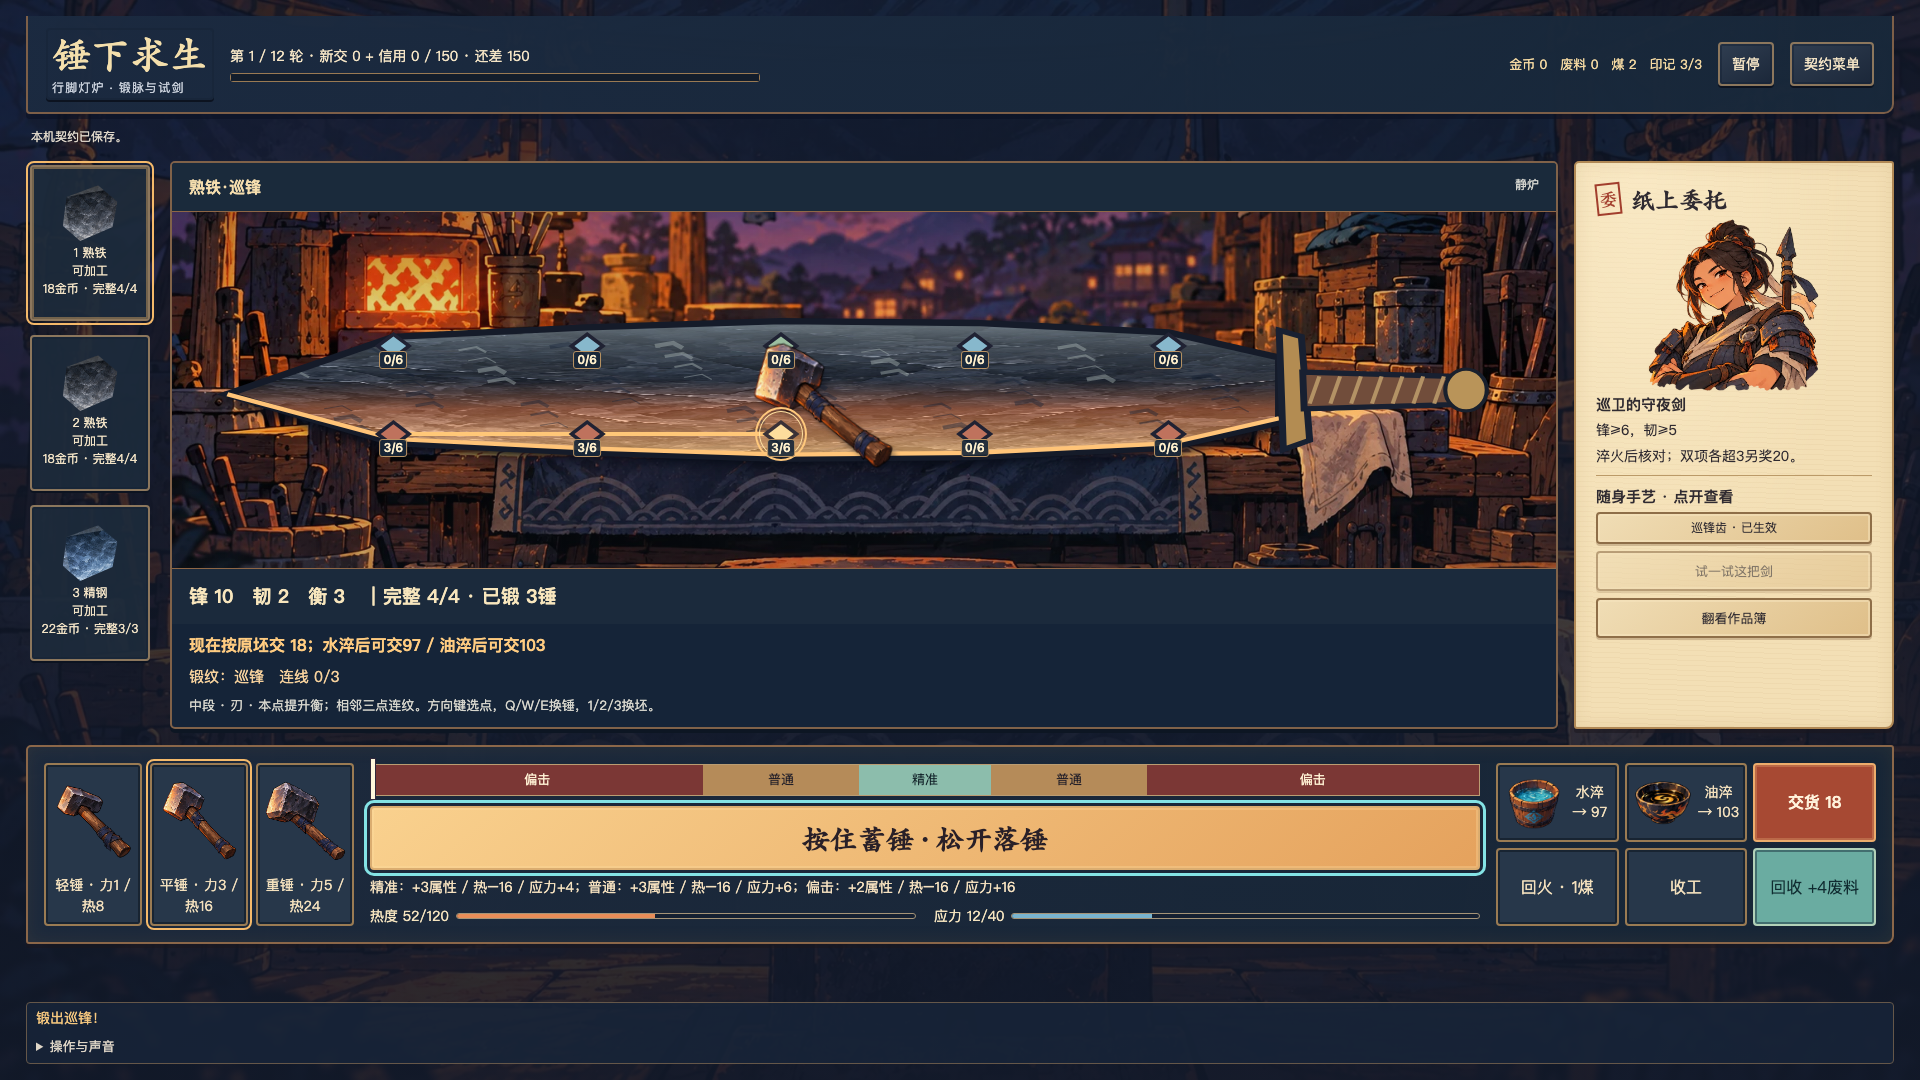 锤下求生
行脚灯炉 · 锻脉与试剑
第 1 / 12 轮 · 新交 0 + 信用 0 / 150 · 还差 150
金币 0 废料 0 煤 2 印记 3/3
暂停
契约菜单
本机契约已保存。
1 熟铁
可加工
18金币 · 完整4/4
2 熟铁
可加工
18金币 · 完整4/4
3 精钢
可加工
22金币 · 完整3/3
熟铁·巡锋
静炉
0/6
0/6
0/6
0/6
0/6
3/6
3/6
3/6
0/6
0/6
锋 10 韧 2 衡 3 | 完整 4/4 · 已锻 3锤
现在按原坯交 18；水淬后可交97 / 油淬后可交103
锻纹：巡锋 连线 0/3
中段 · 刃 · 本点提升衡；相邻三点连纹。方向键选点，Q/W/E换锤，1/2/3换坯。
委
纸上委托
巡卫的守夜剑
锋≥6，韧≥5
淬火后核对；双项各超3另奖20。
随身手艺 · 点开查看
巡锋齿 · 已生效
试一试这把剑
翻看作品簿
轻锤 · 力1 /
热8
平锤 · 力3 /
热16
重锤 · 力5 /
热24
偏击
普通
精准
普通
偏击
按住蓄锤 · 松开落锤
精准：+3属性 / 热−16 / 应力+4；普通：+3属性 / 热−16 / 应力+6；偏击：+2属性 / 热−16 / 应力+16
热度 52/120
应力 12/40
水淬
→ 97
油淬
→ 103
交货 18
回火 · 1煤
收工
回收 +4废料
锻出巡锋！
▶ 操作与声音